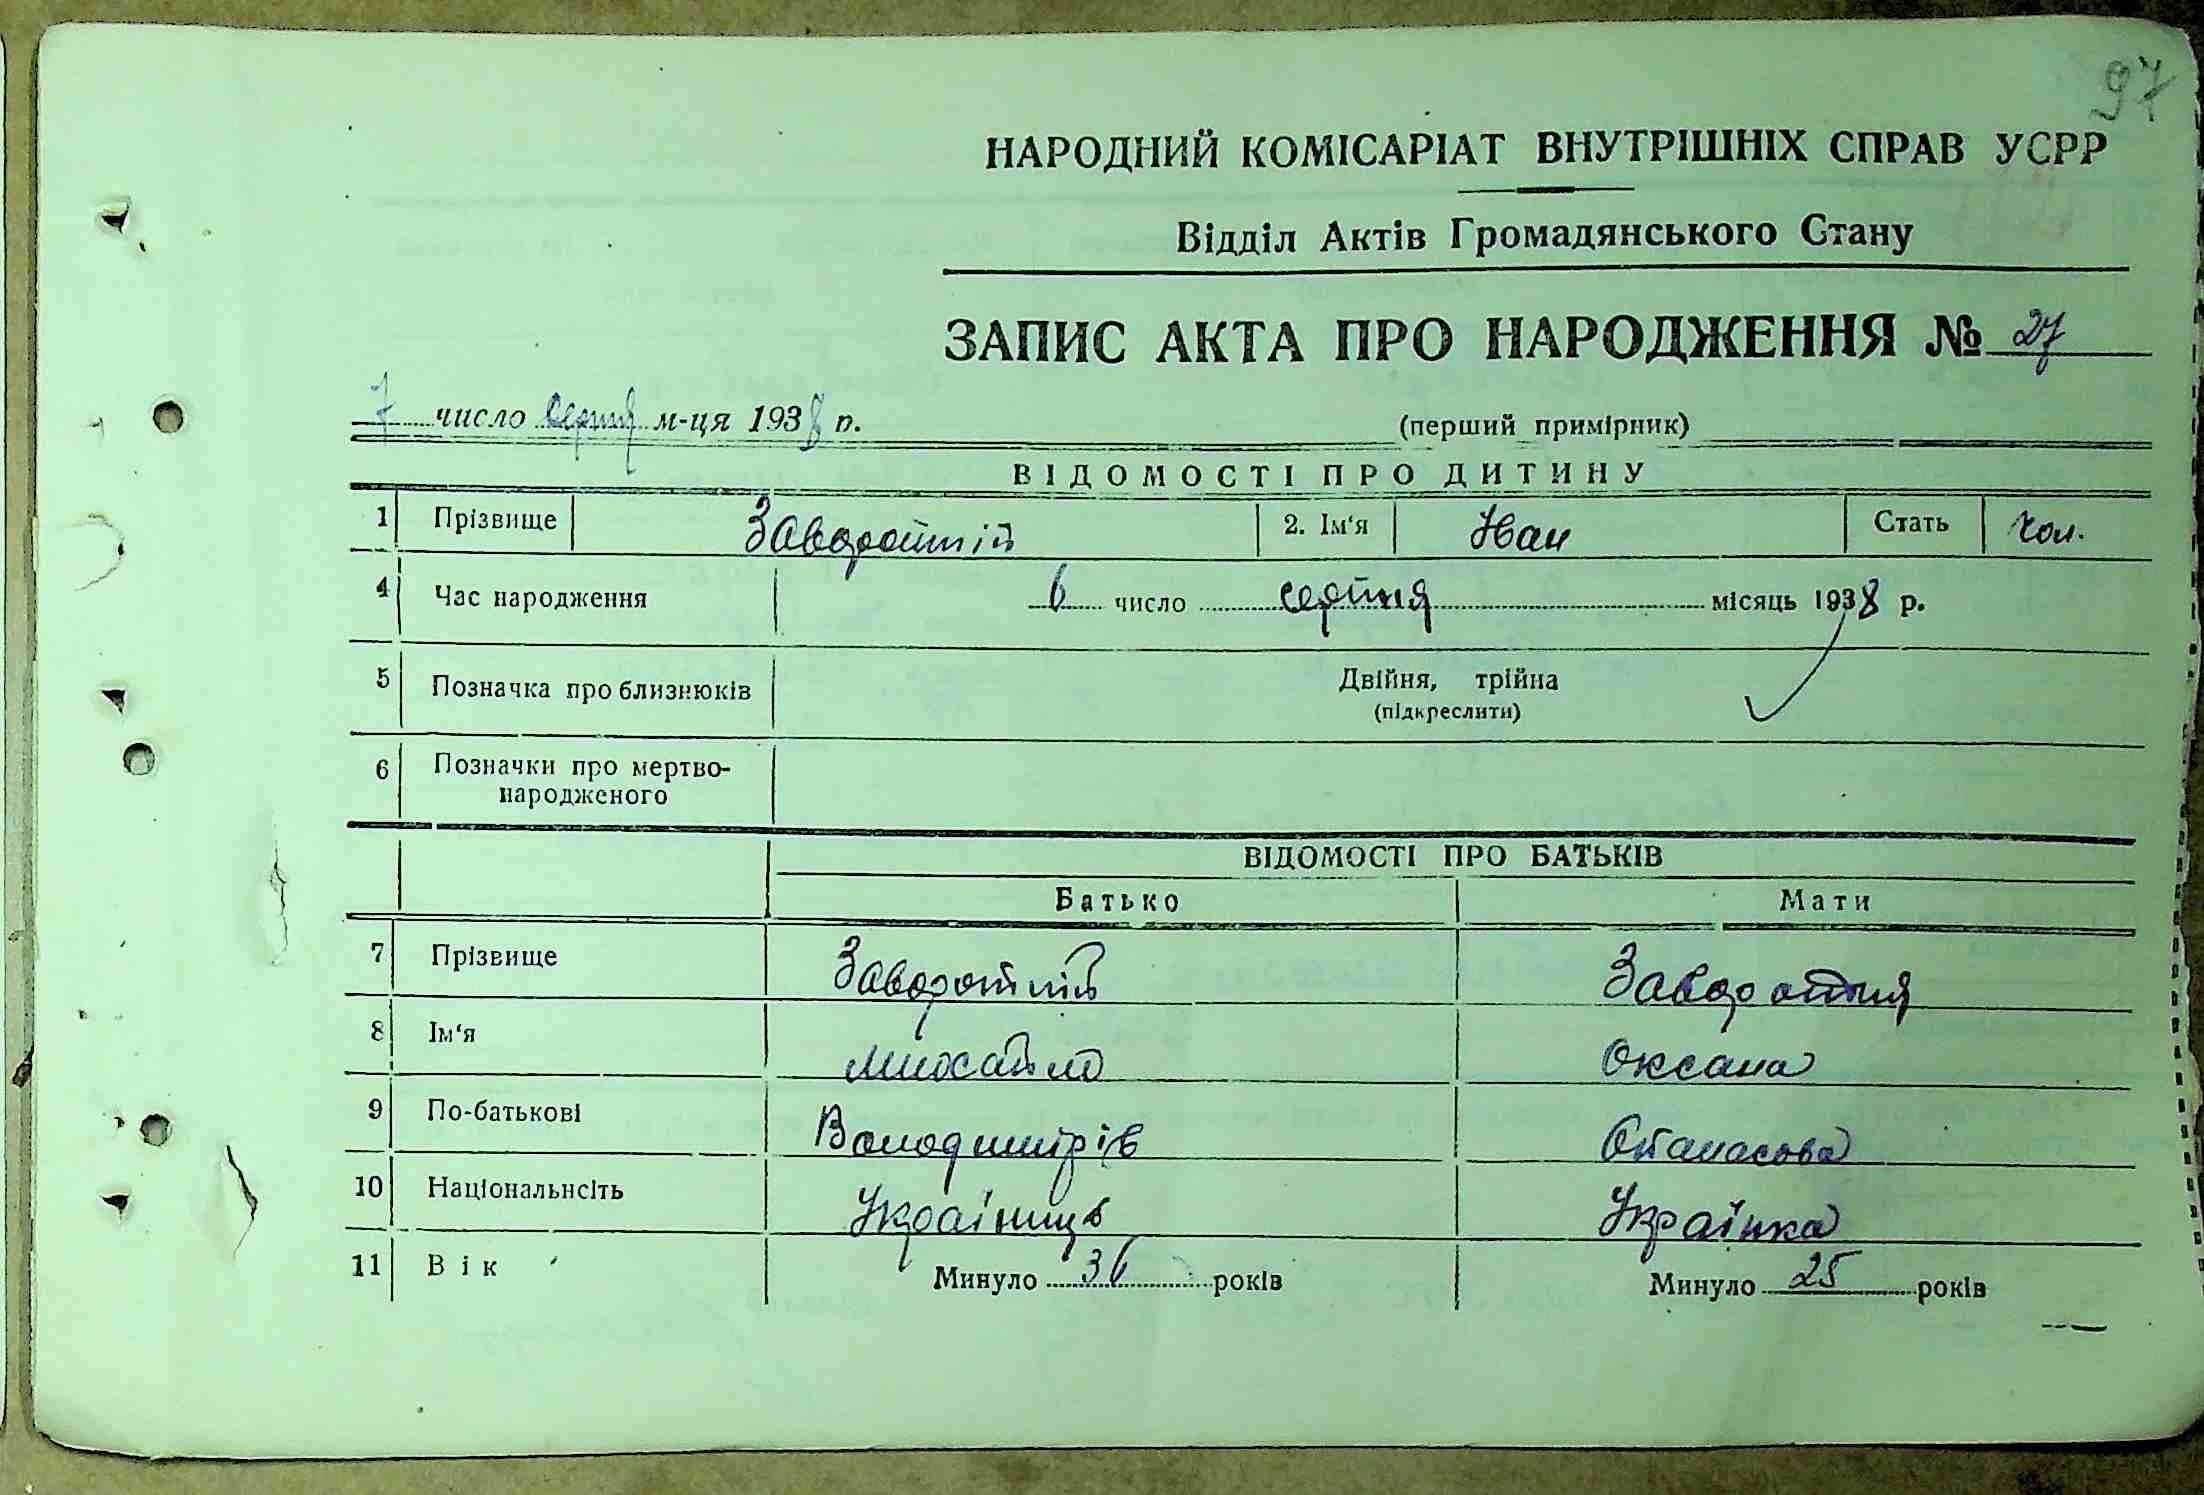 97
НАРОДНИЙ КОМІСАРІАТ ВНУТРІШНІХ СПРАВ УСРР
Відділ Актів Громадянського Стану
ЗАПИС АКТА ПРО НАРОДЖЕННЯ № 27
7 число серпня м-ця 1938 р. (перший примірник)
ВІДОМОСТІ ПРО ДИТИНУ
1 Прізвище Заворотній 2. Ім'я Іван Стать чол.
4 Час народження 6 число серпня місяць 1938 р.
5 Позначка про близнюків Двійня, трійна
(підкреслити)
6 Позначки про мертво-
народженого
ВІДОМОСТІ ПРО БАТЬКІВ
Батько Мати
7 Прізвище Заворотній Заворотня
8 Ім'я Михайло Оксана
9 По-батькові Володимирів Опанасова
10 Національнсіть Українець Українка
11 Вік Минуло 36 років Минуло 25 років